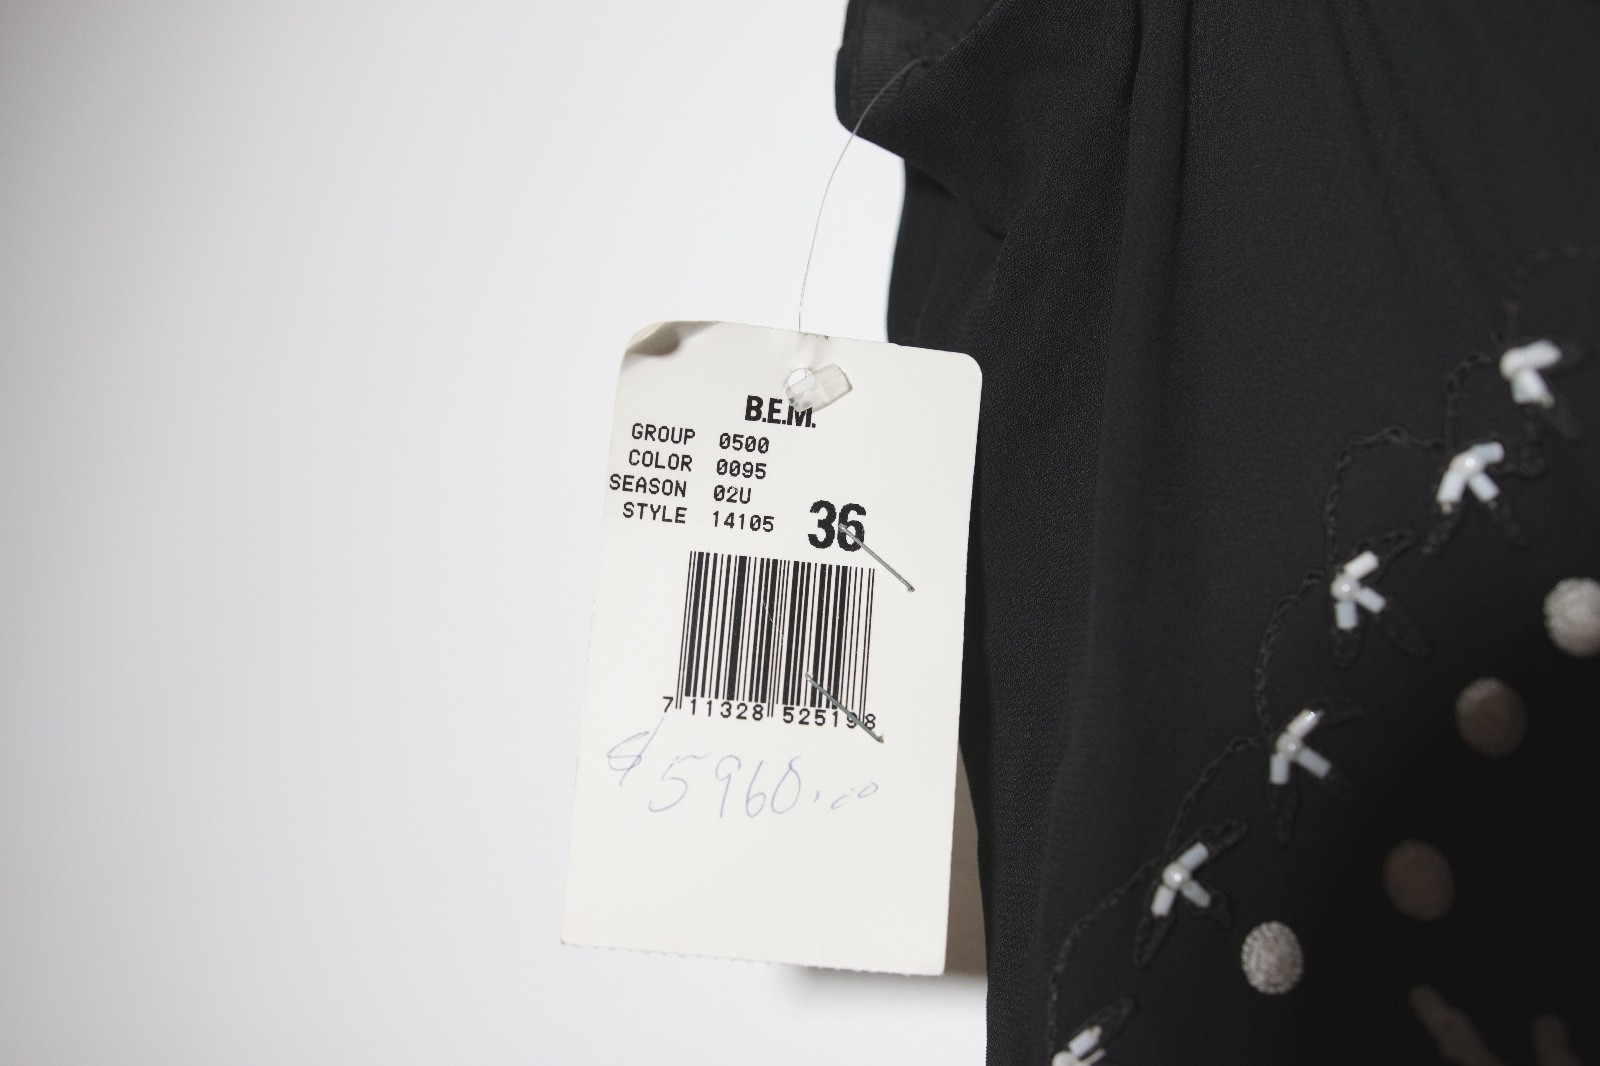 B.E.M.
GROUP 0500
COLOR 0095
SEASON 02U
STYLE 14105 36
7 11328 52519 8
$5960.00